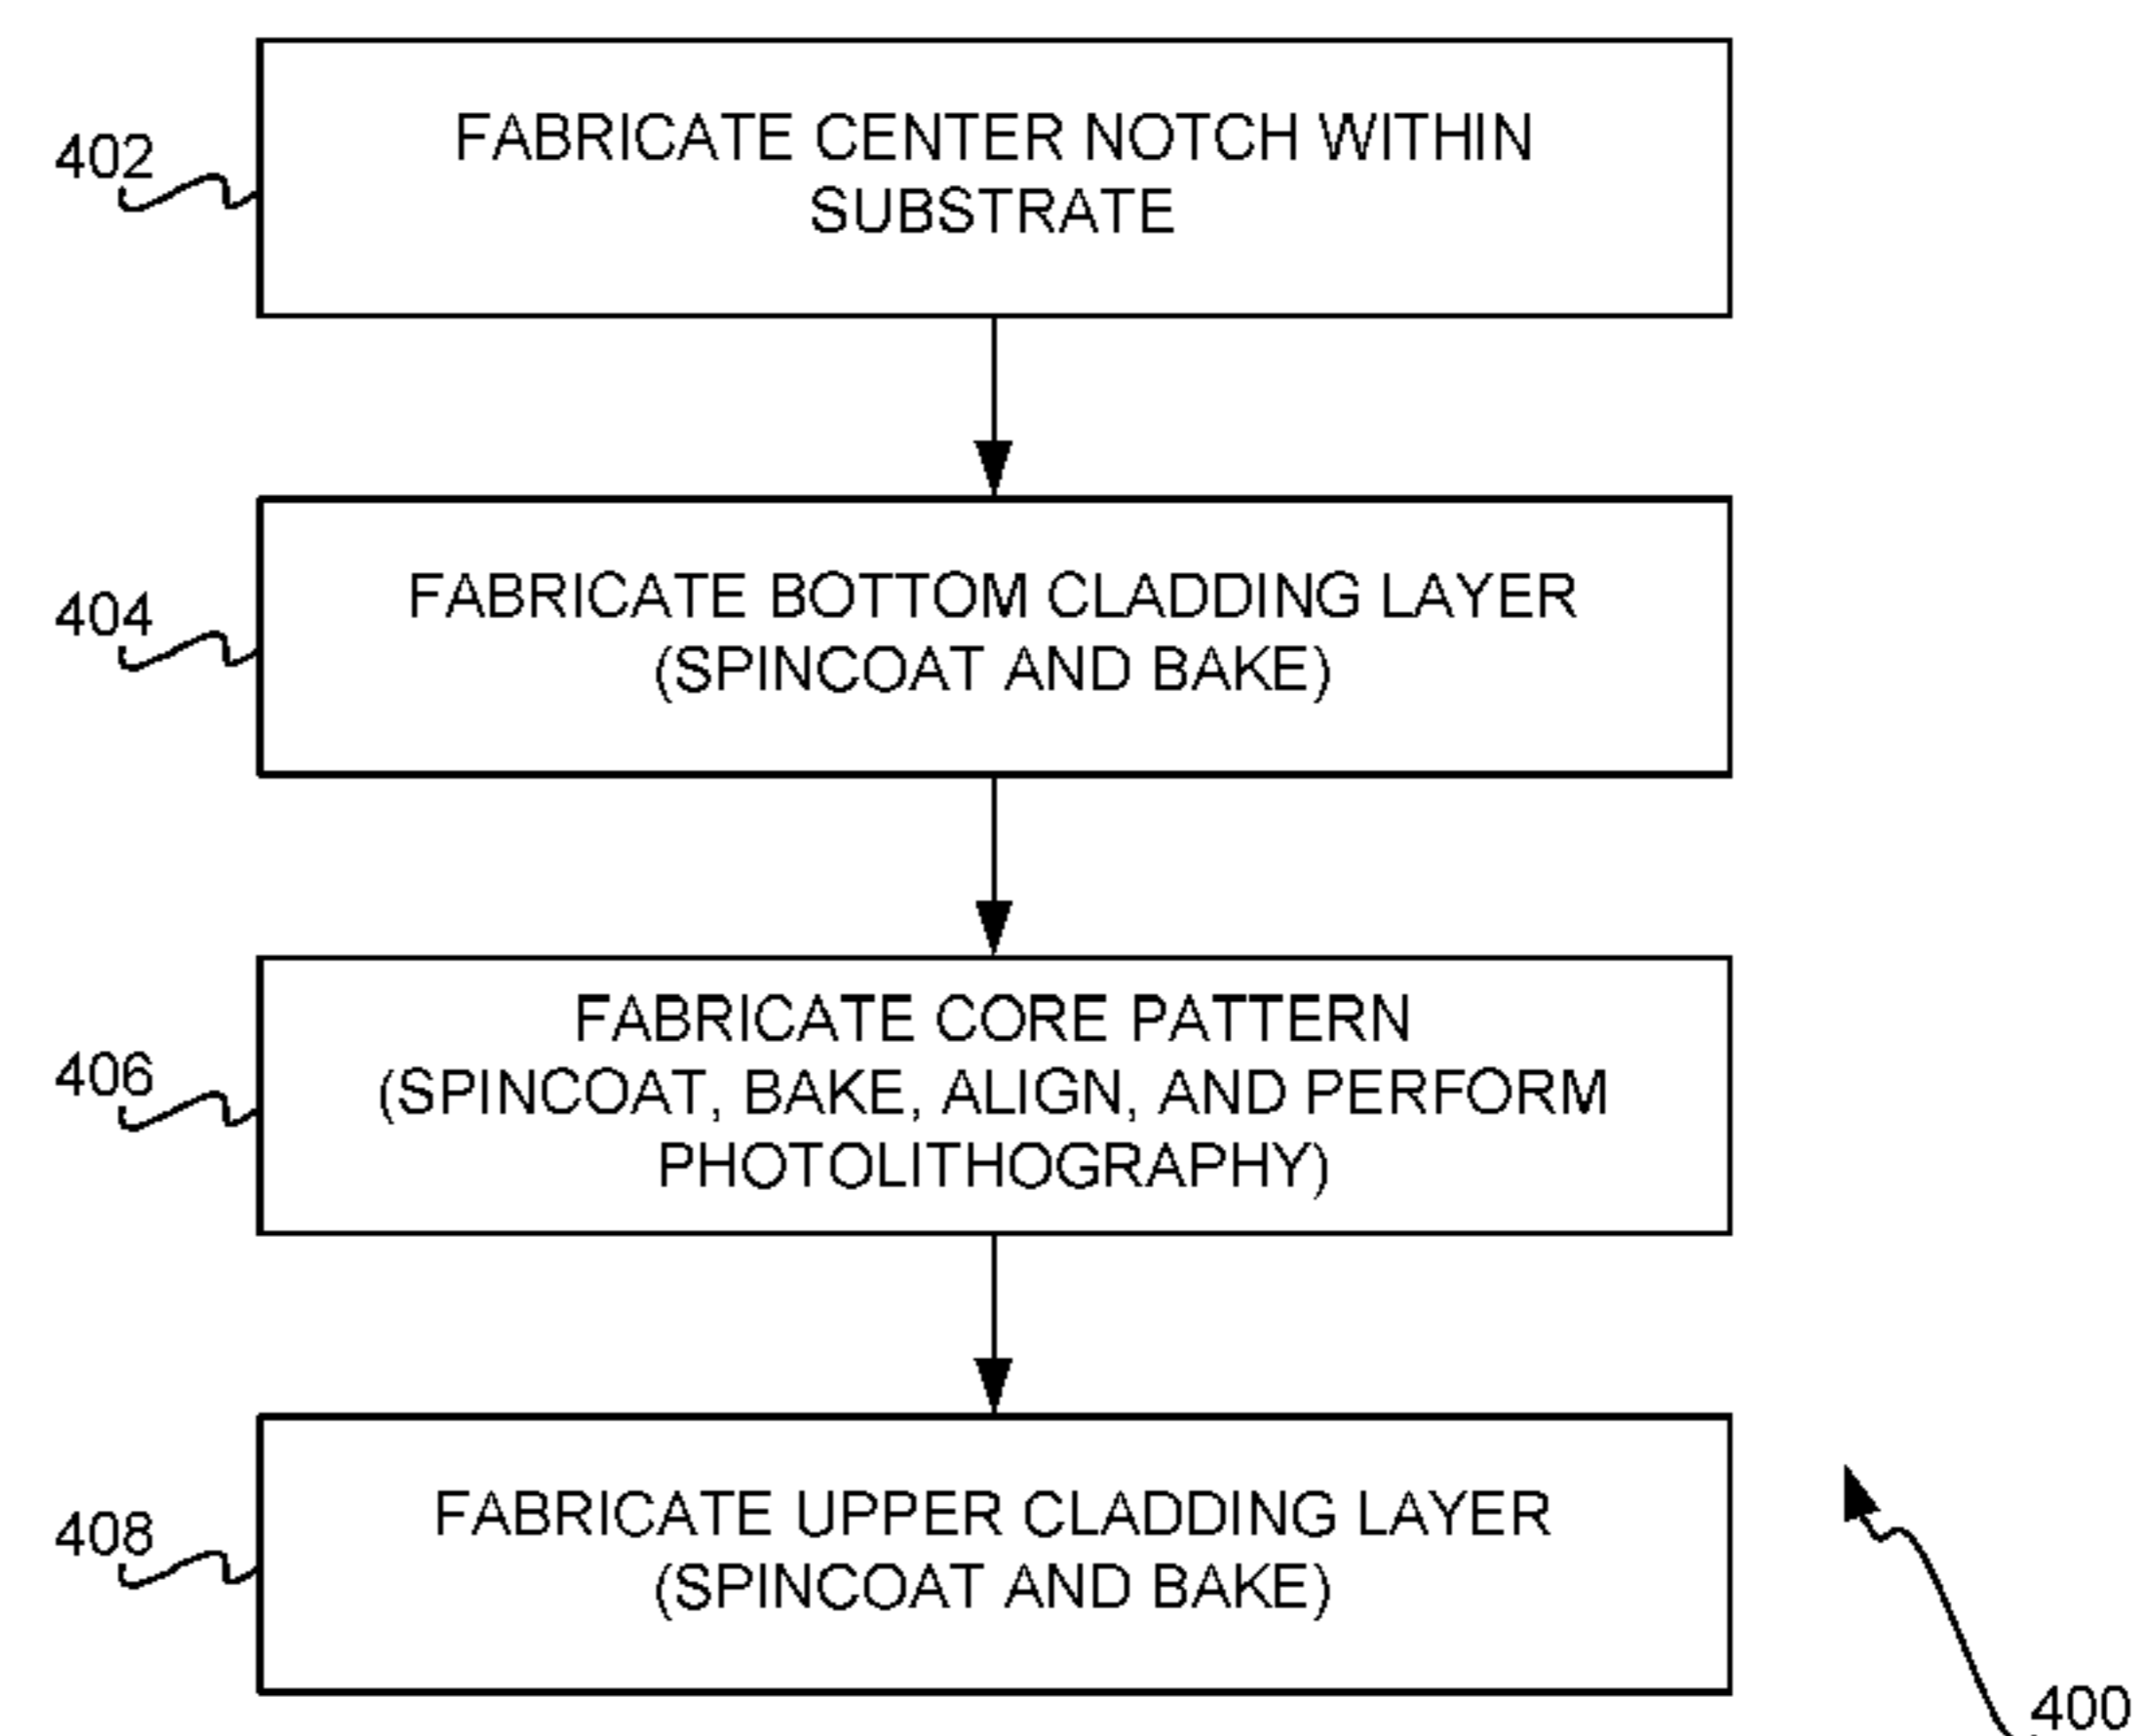 402
FABRICATE CENTER NOTCH WITHIN
SUBSTRATE
404
FABRICATE BOTTOM CLADDING LAYER
(SPINCOAT AND BAKE)
406
FABRICATE CORE PATTERN
(SPINCOAT, BAKE, ALIGN, AND PERFORM
PHOTOLITHOGRAPHY)
408
FABRICATE UPPER CLADDING LAYER
(SPINCOAT AND BAKE)
400